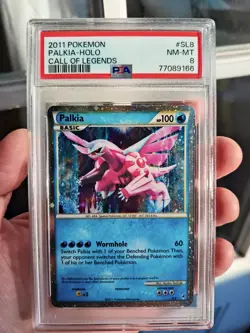 2011 POKEMON #SL8
PALKIA-HOLO NM-MT
CALL OF LEGENDS PSA 8
77089166
Palkia HP100
BASIC
Wormhole 60
Switch Palkia with 1 of your Benched Pokémon. Then,
your opponent switches the Defending Pokémon with
1 of his or her Benched Pokémon.